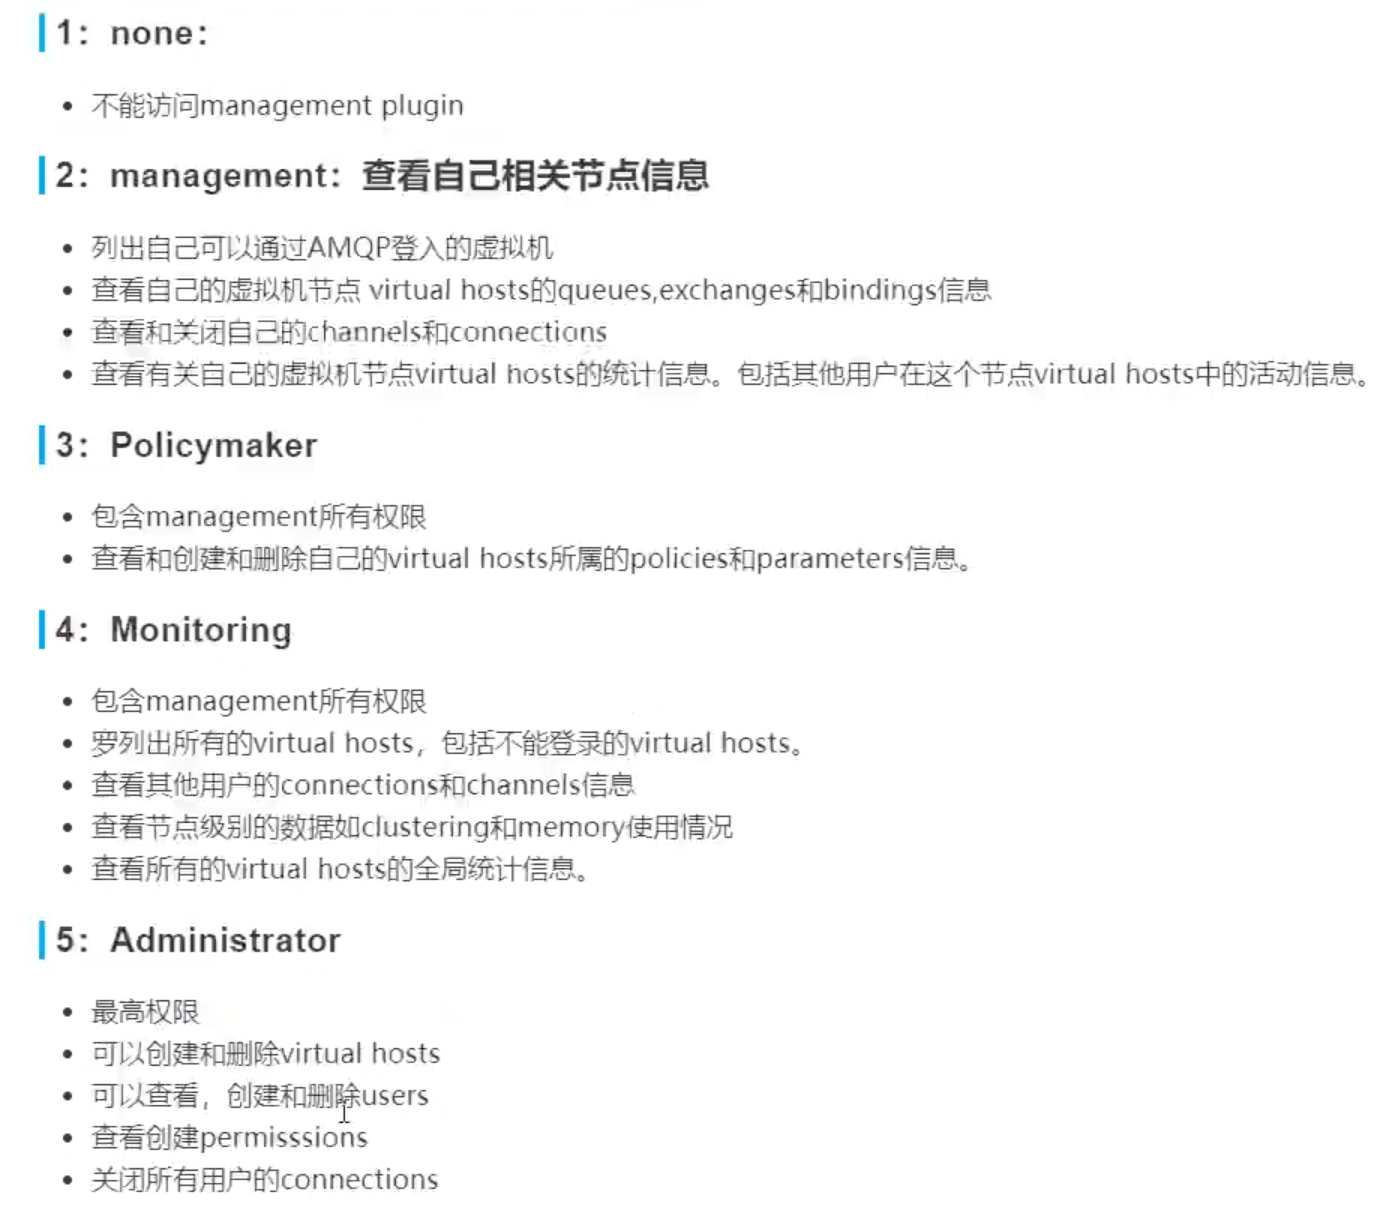 1：none：
不能访问management plugin
2：management：查看自己相关节点信息
列出自己可以通过AMQP登入的虚拟机
查看自己的虚拟机节点 virtual hosts的queues,exchanges和bindings信息
查看和关闭自己的channels和connections
查看有关自己的虚拟机节点virtual hosts的统计信息。包括其他用户在这个节点virtual hosts中的活动信息。
3：Policymaker
包含management所有权限
查看和创建和删除自己的virtual hosts所属的policies和parameters信息。
4：Monitoring
包含management所有权限
罗列出所有的virtual hosts，包括不能登录的virtual hosts。
查看其他用户的connections和channels信息
查看节点级别的数据如clustering和memory使用情况
查看所有的virtual hosts的全局统计信息。
5：Administrator
最高权限
可以创建和删除virtual hosts
可以查看，创建和删除users
查看创建permisssions
关闭所有用户的connections